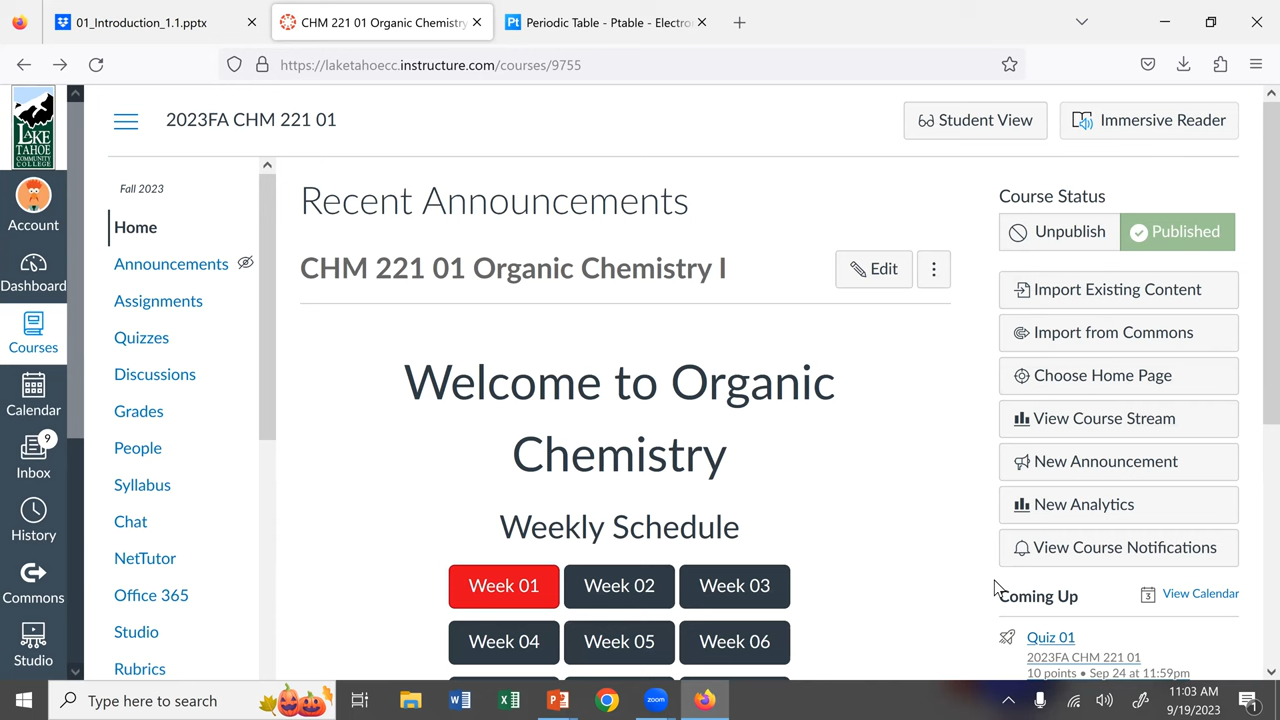 01_Introduction_1.1.pptx
CHM 221 01 Organic Chemistry
Periodic Table - Ptable - Electro
https://laketahoecc.instructure.com/courses/9755
LAKE TAHOE
COMMUNITY COLLEGE
2023FA CHM 221 01
Student View
Immersive Reader
Account
Dashboard
Courses
Calendar
9
Inbox
History
Commons
Studio
Fall 2023
Home
Announcements
Assignments
Quizzes
Discussions
Grades
People
Syllabus
Chat
NetTutor
Office 365
Studio
Rubrics
Recent Announcements
CHM 221 01 Organic Chemistry I
Edit
Welcome to Organic
Chemistry
Weekly Schedule
Week 01 Week 02 Week 03
Week 04 Week 05 Week 06
Course Status
Unpublish Published
Import Existing Content
Import from Commons
Choose Home Page
View Course Stream
New Announcement
New Analytics
View Course Notifications
Coming Up
3 View Calendar
Quiz 01
2023FA CHM 221 01
10 points • Sep 24 at 11:59pm
Type here to search
11:03 AM
9/19/2023
1